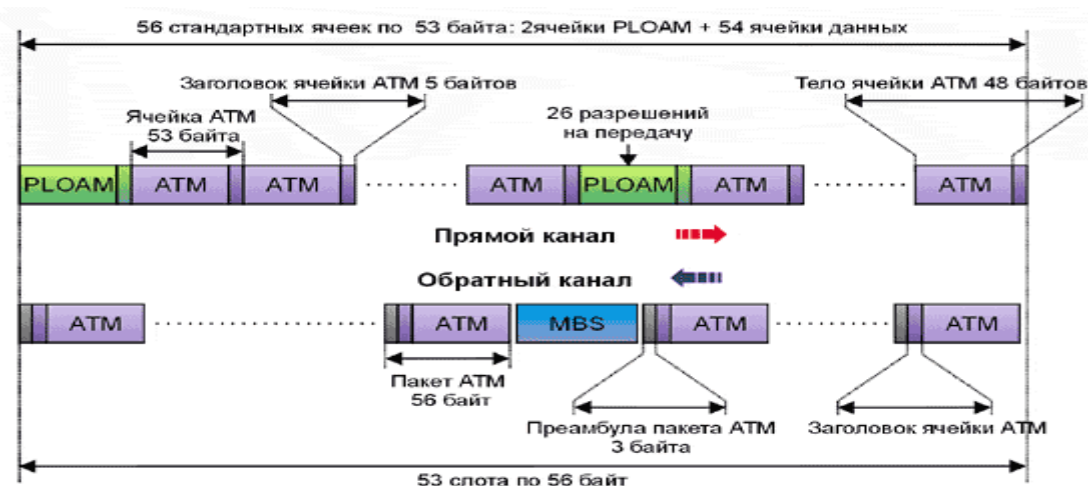 56 стандартных ячеек по 53 байта: 2ячейки PLOAM + 54 ячейки данных
Заголовок ячейки АТМ 5 байтов
Тело ячейки АТМ 48 байтов
Ячейка АТМ
53 байта
26 разрешений
на передачу
PLOAM ATM ATM ATM PLOAM ATM ATM
Прямой канал
Обратный канал
ATM ATM MBS ATM ATM
Пакет АТМ
56 байт
Преамбула пакета АТМ
3 байта
Заголовок ячейки АТМ
53 слота по 56 байт